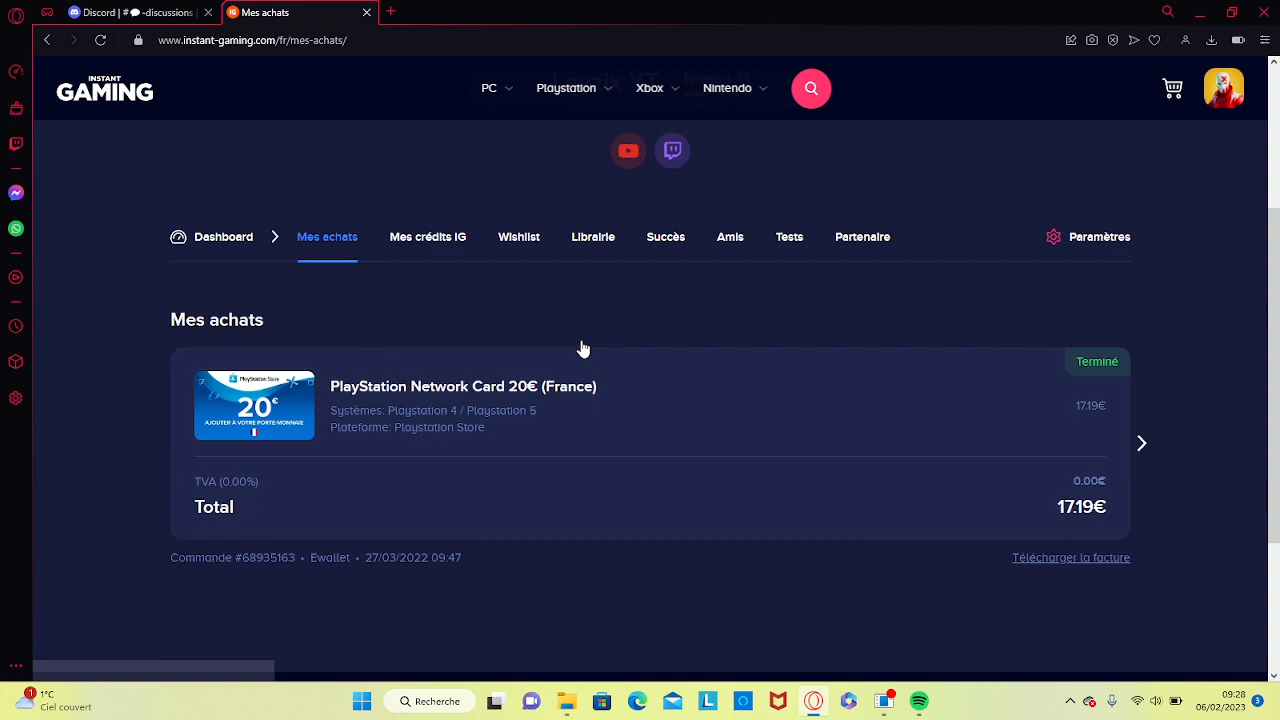 Discord | #💬-discussions
Mes achats
www.instant-gaming.com/fr/mes-achats/
INSTANT
GAMING
PC
Playstation
Xbox
Nintendo
Niveau 41
Dashboard
Mes achats
Mes crédits IG
Wishlist
Librairie
Succès
Amis
Tests
Partenaire
Paramètres
Mes achats
Terminé
PlayStation Store
20€
AJOUTER À VOTRE PORTE-MONNAIE
PlayStation Network Card 20€ (France)
Systèmes: Playstation 4 / Playstation 5
Plateforme: Playstation Store
17.19€
TVA (0.00%)
0.00€
Total
17.19€
Commande #68935163 • Ewallet • 27/03/2022 09:47
Télécharger la facture
1
1°C
Ciel couvert
Recherche
09:28
06/02/2023
3